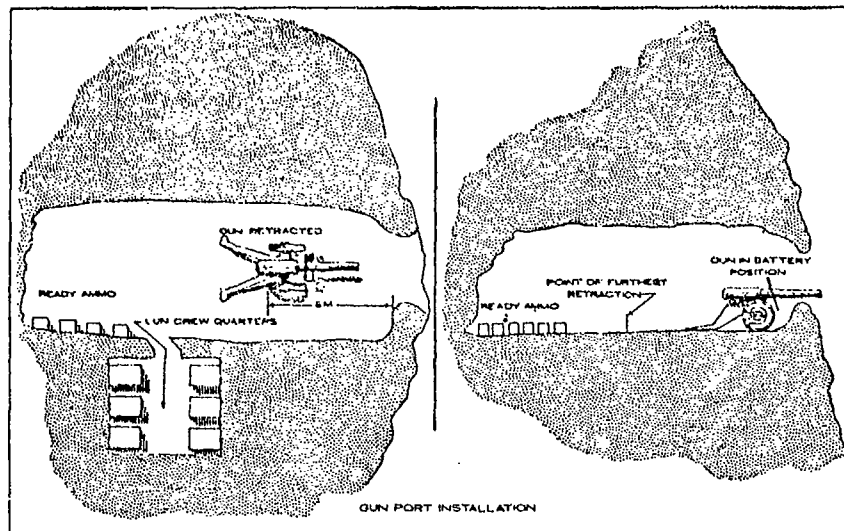 GUN RETRACTED
READY AMMO
GUN CREW QUARTERS
6 M
POINT OF FURTHEST
RETRACTION
GUN IN BATTERY
POSITION
READY AMMO
GUN PORT INSTALLATION